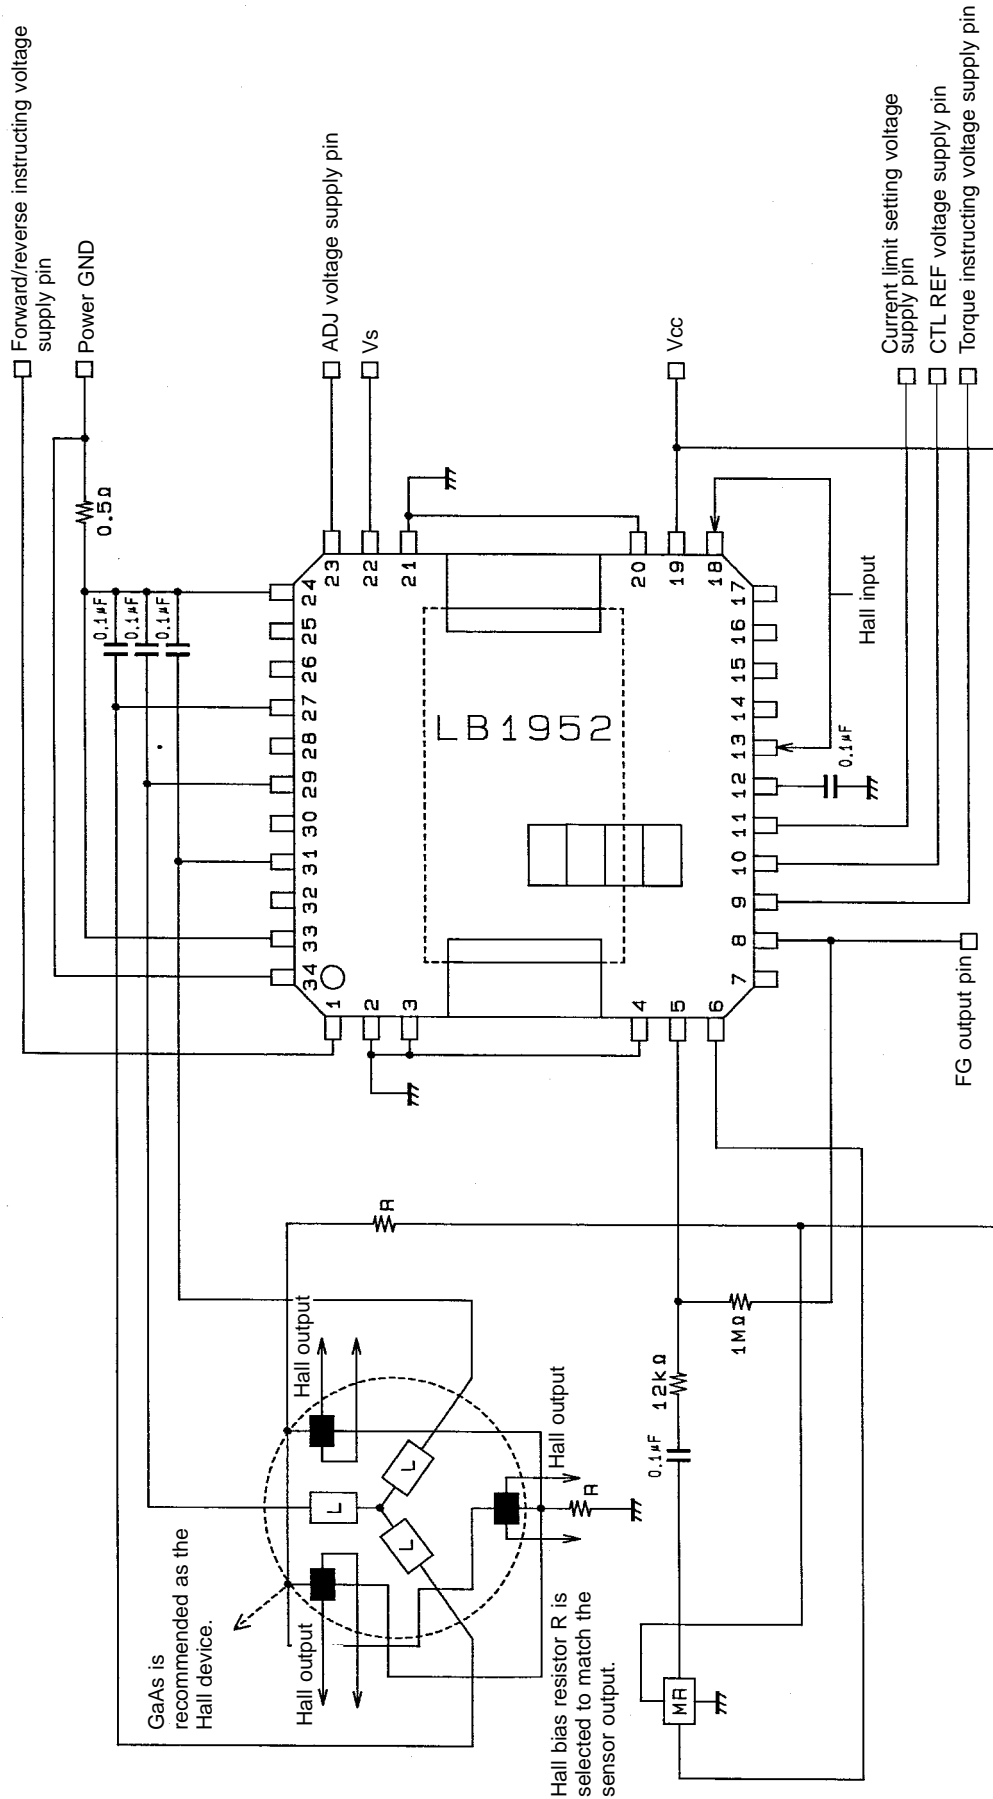 Forward/reverse instructing voltage
supply pin
Power GND
0.5Ω
0.1μF
0.1μF
0.1μF
ADJ voltage supply pin
Vs
Vcc
Current limit setting voltage
supply pin
CTL REF voltage supply pin
Torque instructing voltage supply pin
34
33
32
31
30
29
28
27
26
25
24
23
22
21
20
19
18
LB1952
1
2
3
4
5
6
7
8
9
10
11
12
13
14
15
16
17
Hall input
0.1μF
FG output pin
R
1MΩ
12kΩ
0.1μF
MR
Hall output
Hall output
Hall output
L
L
L
R
GaAs is
recommended as the
Hall device.
Hall bias resistor R is
selected to match the
sensor output.